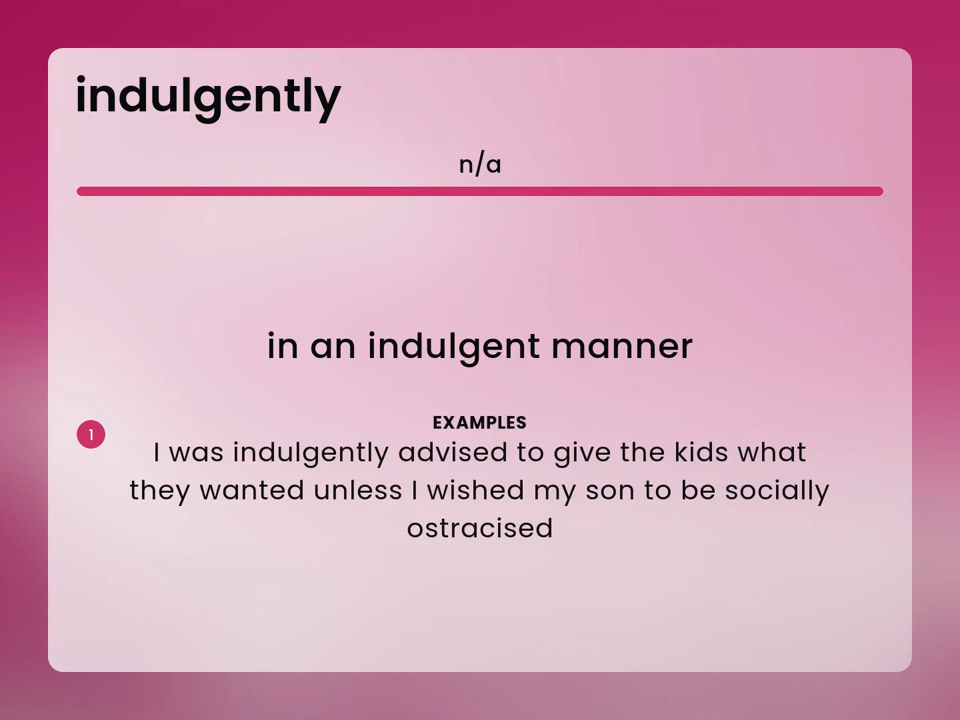 indulgently
n/a
in an indulgent manner
EXAMPLES
1
I was indulgently advised to give the kids what
they wanted unless I wished my son to be socially
ostracised